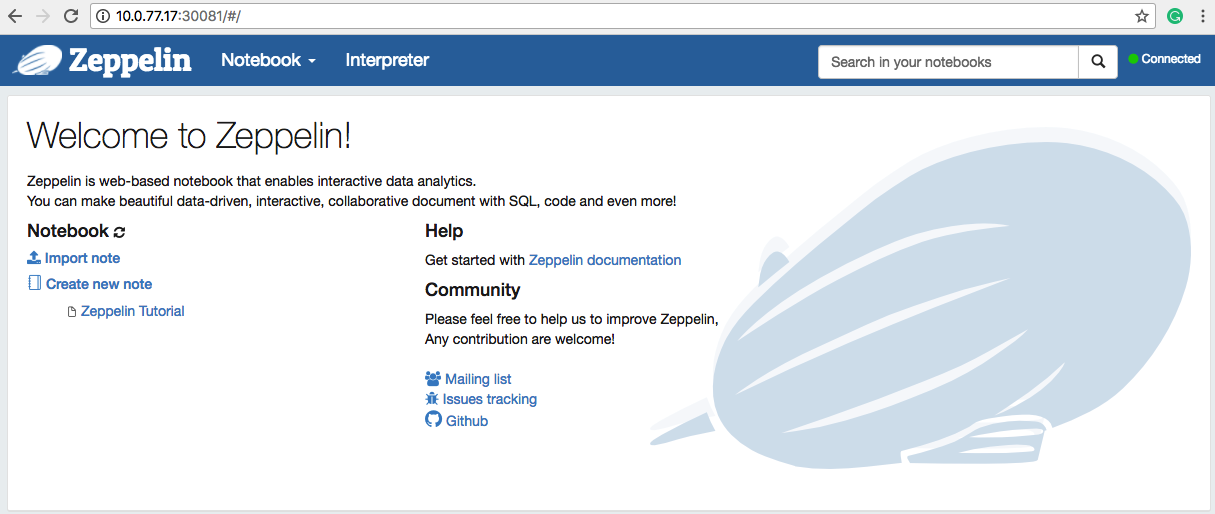 10.0.77.17:30081/#/
Zeppelin Notebook Interpreter Search in your notebooks Connected
Welcome to Zeppelin!
Zeppelin is web-based notebook that enables interactive data analytics.
You can make beautiful data-driven, interactive, collaborative document with SQL, code and even more!
Notebook
Import note
Create new note
Zeppelin Tutorial
Help
Get started with Zeppelin documentation
Community
Please feel free to help us to improve Zeppelin,
Any contribution are welcome!
Mailing list
Issues tracking
Github